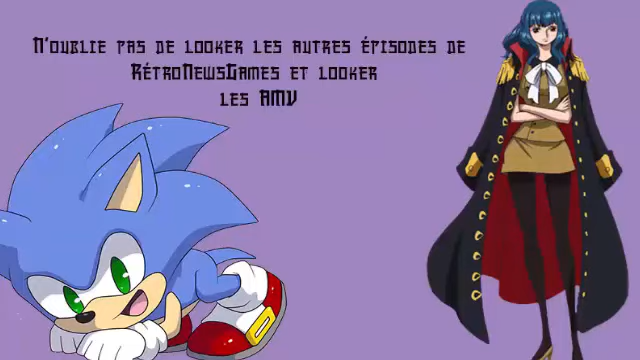 N'oublie pas de looker les autres épisodes de
RétroNewsGames et looker
les AMV